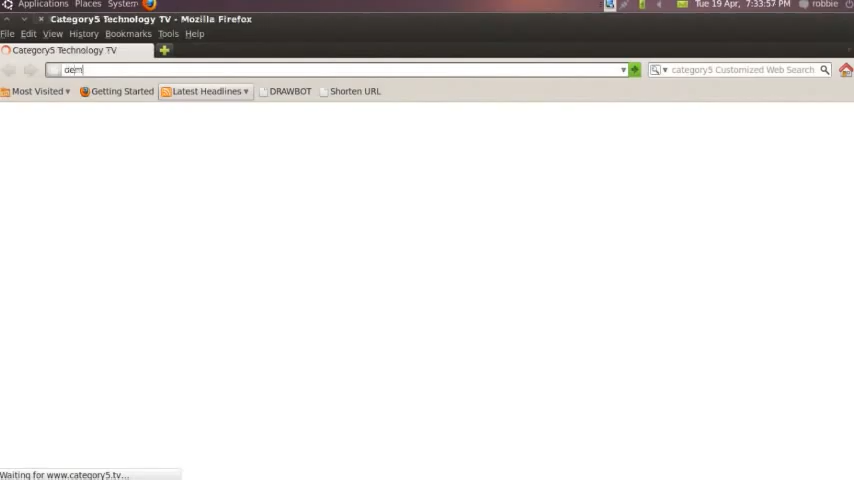 Applications Places System Tue 19 Apr, 7:33:57 PM robbie
Category5 Technology TV - Mozilla Firefox
File Edit View History Bookmarks Tools Help
Category5 Technology TV
dem category5 Customized Web Search
Most Visited Getting Started Latest Headlines DRAWBOT Shorten URL
Waiting for www.category5.tv...